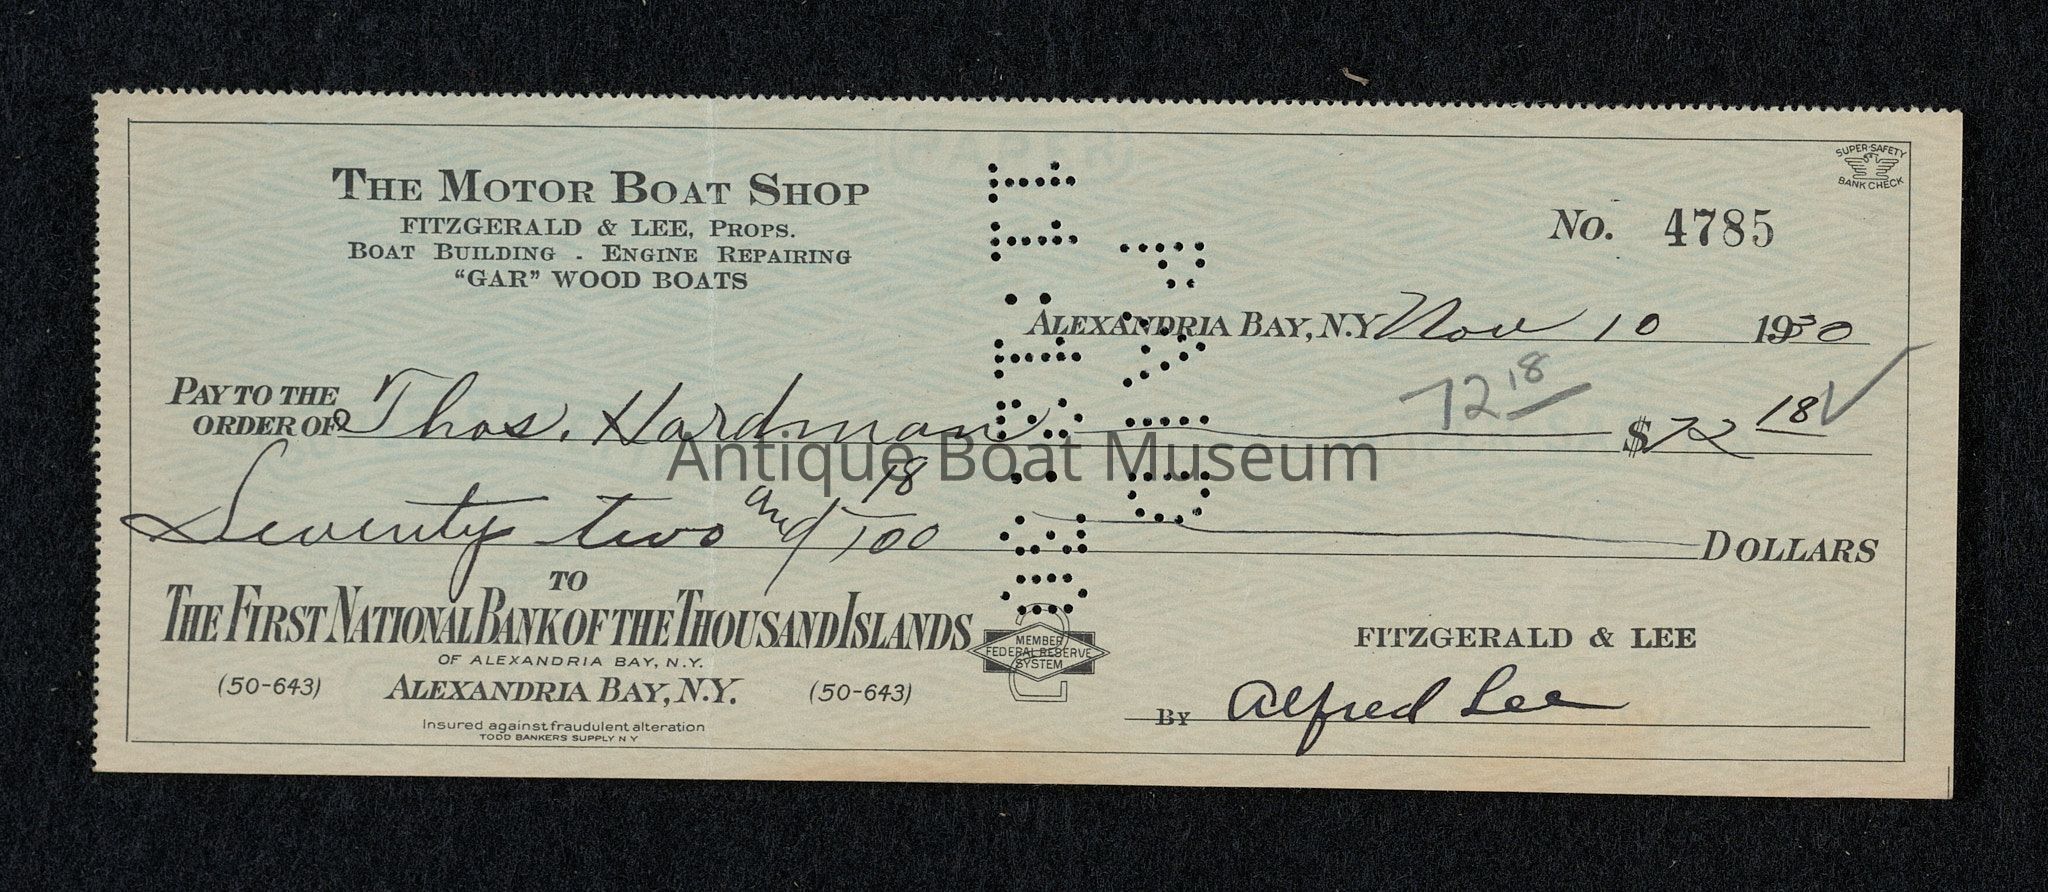 THE MOTOR BOAT SHOP
FITZGERALD & LEE, PROPS.
BOAT BUILDING - ENGINE REPAIRING
"GAR" WOOD BOATS
SUPER-SAFETY
BANK CHECK
No. 4785
PAPER
ALEXANDRIA BAY, N.Y. Nov 10 1930
72 18
PAY TO THE
ORDER OF Thos. Hardman $72 18
Antique Boat Museum
Seventy two and 18/100 DOLLARS
TO
THE FIRST NATIONAL BANK OF THE THOUSAND ISLANDS
OF ALEXANDRIA BAY, N.Y.
(50-643) ALEXANDRIA BAY, N.Y. (50-643)
MEMBER
FEDERAL RESERVE
SYSTEM
Insured against fraudulent alteration
TODD BANKERS SUPPLY N Y
FITZGERALD & LEE
BY Alfred Lee